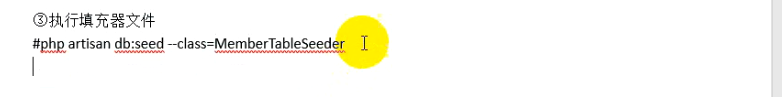 ③执行填充器文件
#php artisan db:seed --class=MemberTableSeeder